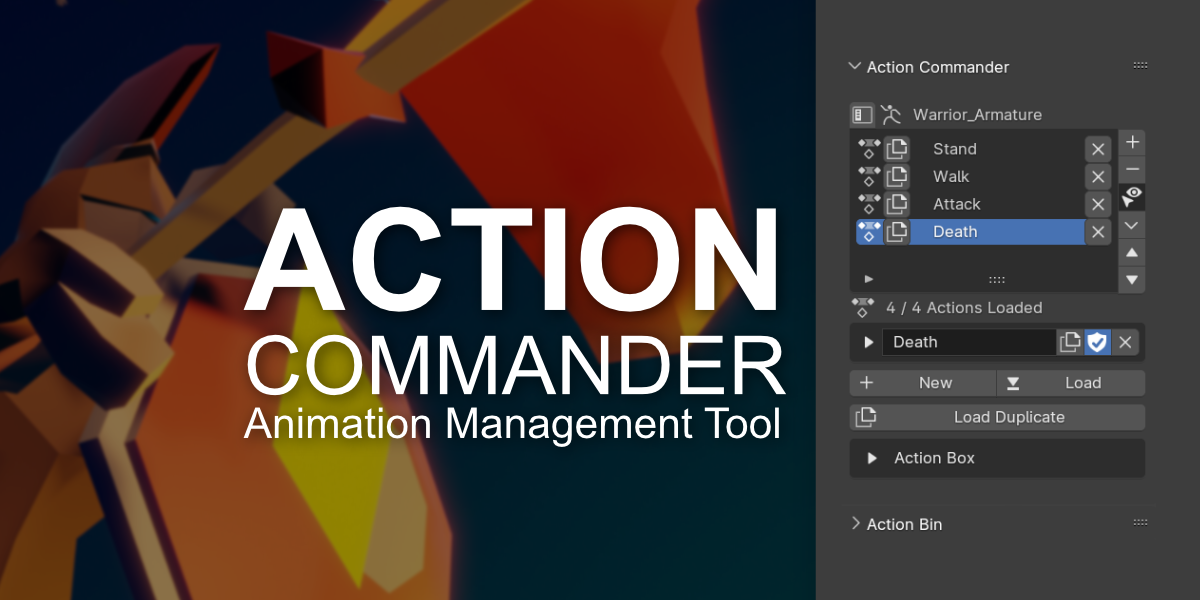 ACTION
COMMANDER
Animation Management Tool
Action Commander
Warrior_Armature
Stand
Walk
Attack
Death
4 / 4 Actions Loaded
Death
New Load
Load Duplicate
Action Box
Action Bin